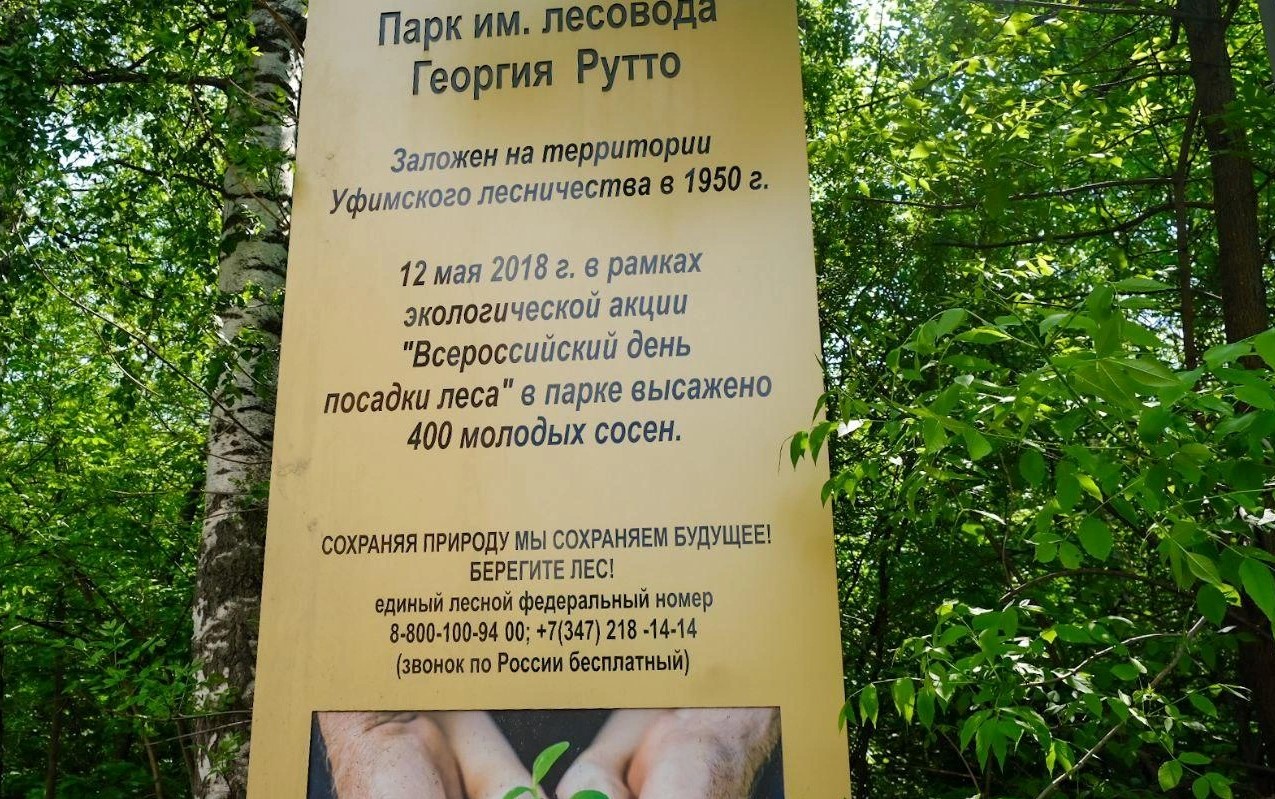 Парк им. лесовода
Георгия Рутто
Заложен на территории
Уфимского лесничества в 1950 г.
12 мая 2018 г. в рамках
экологической акции
"Всероссийский день
посадки леса" в парке высажено
400 молодых сосен.
СОХРАНЯЯ ПРИРОДУ МЫ СОХРАНЯЕМ БУДУЩЕЕ!
БЕРЕГИТЕ ЛЕС!
единый лесной федеральный номер
8-800-100-94 00; +7(347) 218 -14-14
(звонок по России бесплатный)